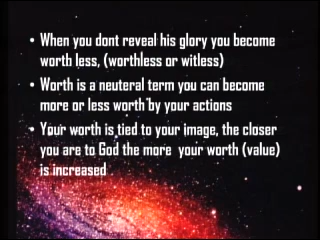 • When you dont reveal his glory you become
worth less, (worthless or witless)
• Worth is a neuteral term you can become
more or less worth by your actions
• Your worth is tied to your image, the closer
you are to God the more your worth (value)
is increased